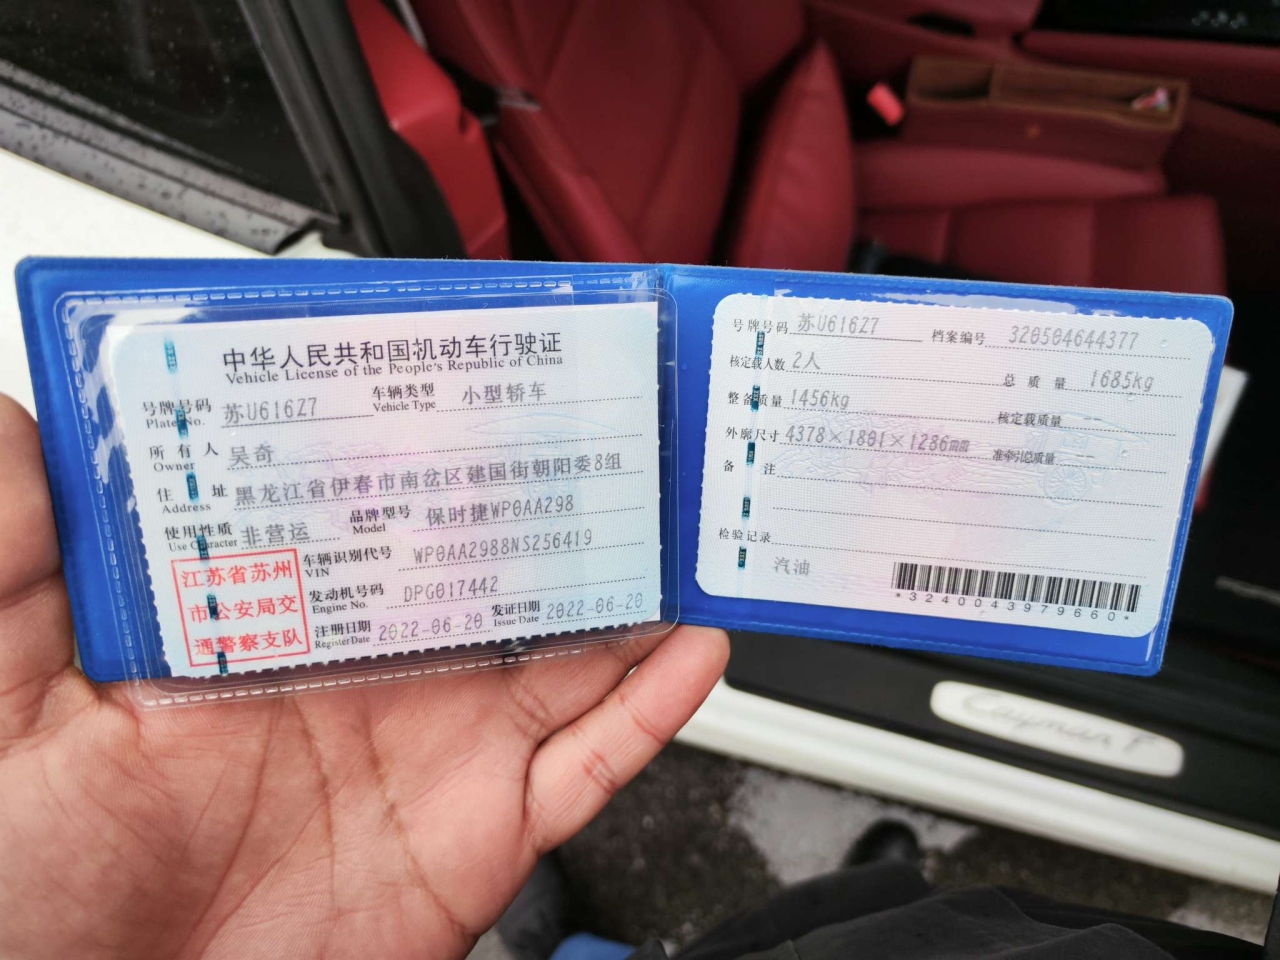 中华人民共和国机动车行驶证
Vehicle License of the People's Republic of China
号牌号码 Plate No. 苏U616Z7 车辆类型 Vehicle Type 小型轿车
所有人 Owner 吴奇
住址 Address 黑龙江省伊春市南岔区建国街朝阳委8组
使用性质 Use Character 非营运 品牌型号 Model 保时捷WP0AA298
车辆识别代号 VIN WP0AA2988NS256419
发动机号码 Engine No. DPG017442
注册日期 Register Date 2022-06-20 发证日期 Issue Date 2022-06-20
江苏省苏州
市公安局交
通警察支队
号牌号码 苏U616Z7 档案编号 320504644377
核定载人数 2人 总质量 1685kg
整备质量 1456kg 核定载质量 --
外廓尺寸 4378×1801×1286mm 准牵引总质量 --
备注
检验记录
汽油
*3240043979660*
Cayman T